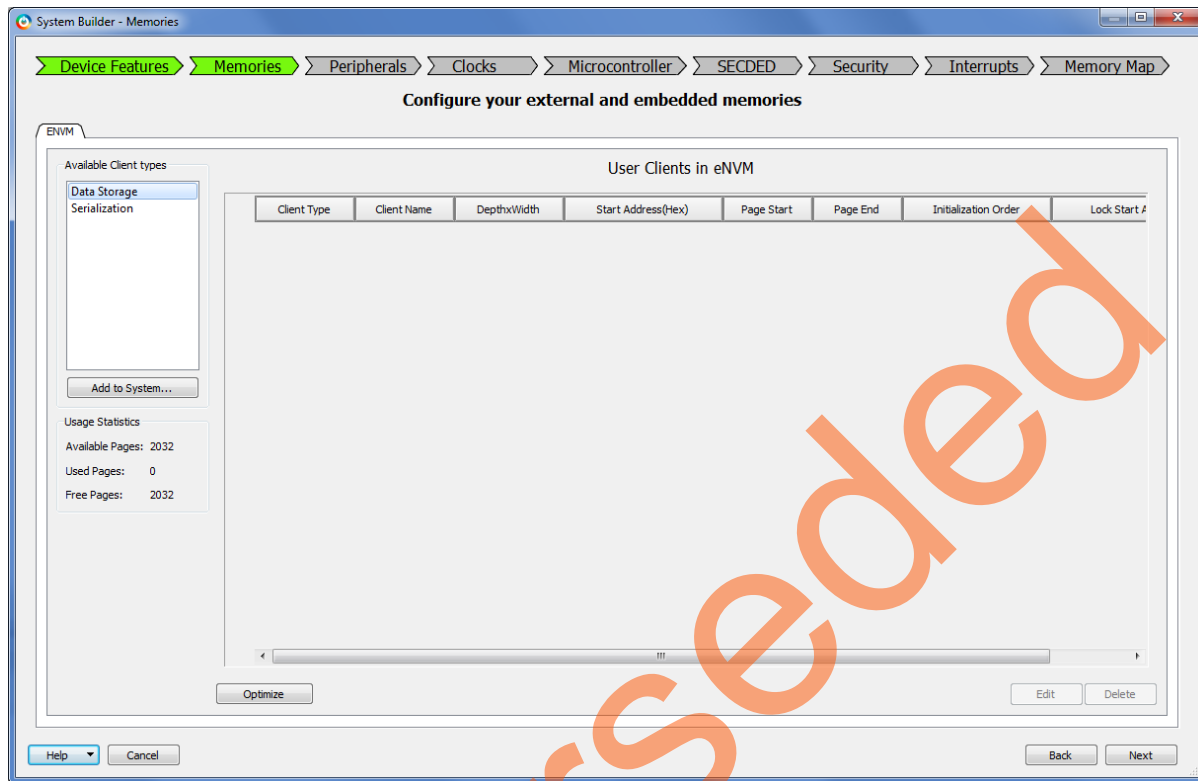 System Builder - Memories
Device Features Memories Peripherals Clocks Microcontroller SECDED Security Interrupts Memory Map
Configure your external and embedded memories
ENVM
Available Client types
Data Storage
Serialization
Add to System...
Usage Statistics
Available Pages: 2032
Used Pages: 0
Free Pages: 2032
User Clients in eNVM
Client Type Client Name DepthxWidth Start Address(Hex) Page Start Page End Initialization Order Lock Start A
Optimize
Edit Delete
Help Cancel
Back Next
seded